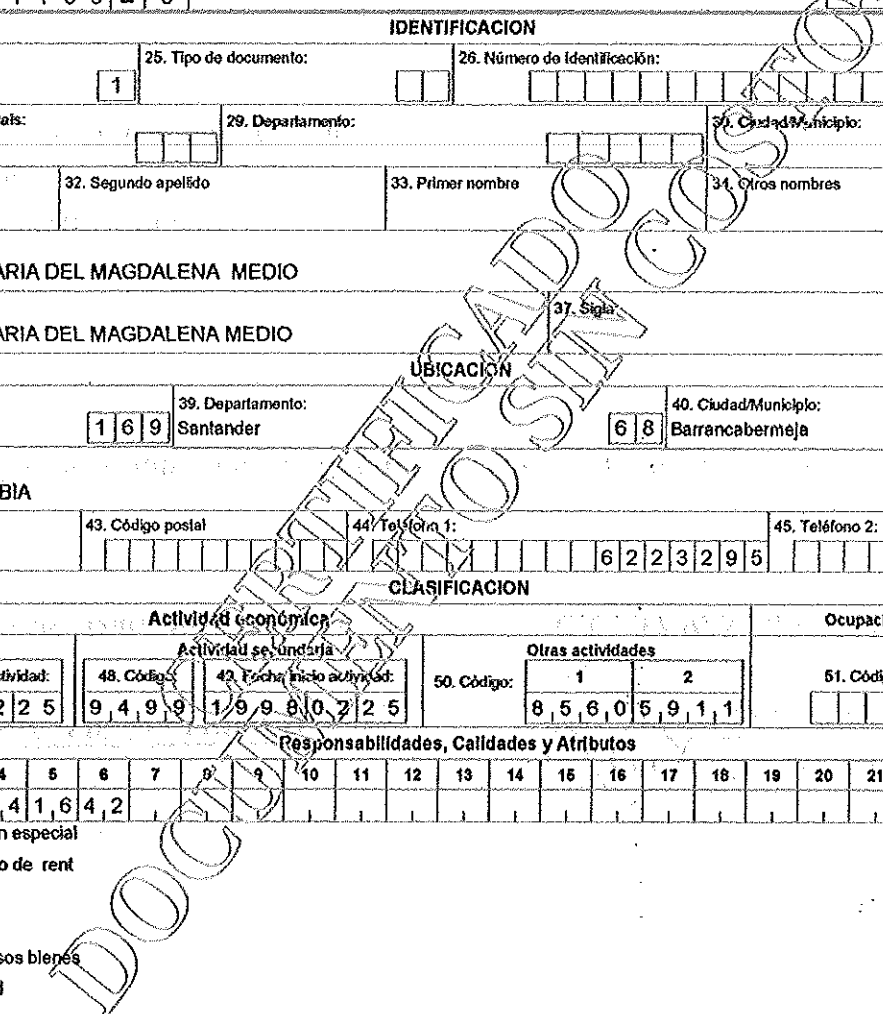 IDENTIFICACION
25. Tipo de documento: 26. Número de Identificación:
1
29. Departamento: 30. Ciudad/Municipio:
32. Segundo apellido 33. Primer nombre 34. Otros nombres
ARIA DEL MAGDALENA MEDIO
37. Sigla
ARIA DEL MAGDALENA MEDIO
UBICACIÓN
39. Departamento: 40. Ciudad/Municipio:
1 6 9 Santander 6 8 Barrancabermeja
BIA
43. Código postal 44. Teléfono 1: 45. Teléfono 2:
6 2 2 3 2 9 5
CLASIFICACION
Actividad económica Ocupac
Actividad secundaria Otras actividades
tividad: 48. Código: 49. Fecha inicio actividad: 50. Código: 1 2 51. Códi
2 2 5 9 4 9 9 1 9 9 8 0 2 2 5 8 5 6 0 5 9 1 1
Responsabilidades, Calidades y Atributos
4 5 6 7 8 9 10 11 12 13 14 15 16 17 18 19 20 21
4 1 6 4 2
n especial
o de rent
sos bienes
CERTIFICADO
DOCUMENTO SIN COSTO